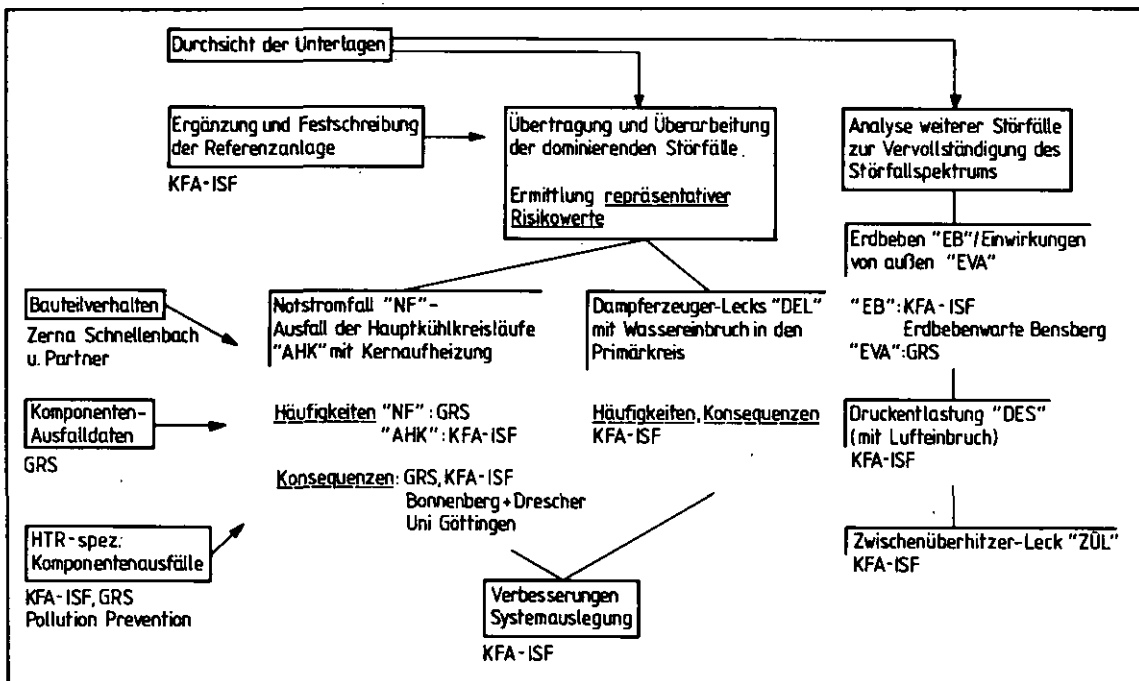 Durchsicht der Unterlagen
Ergänzung und Festschreibung
der Referenzanlage
KFA-ISF
Übertragung und Überarbeitung
der dominierenden Störfälle.
Ermittlung repräsentativer
Risikowerte
Analyse weiterer Störfälle
zur Vervollständigung des
Störfallspektrums
Bauteilverhalten
Zerna Schnellenbach
u. Partner
Komponenten-
Ausfalldaten
GRS
HTR-spez.
Komponentenausfälle
KFA-ISF, GRS
Pollution Prevention
Notstromfall "NF"-
Ausfall der Hauptkühlkreisläufe
"AHK" mit Kernaufheizung
Häufigkeiten "NF" : GRS
"AHK" : KFA-ISF
Konsequenzen: GRS, KFA-ISF
Bonnenberg+Drescher
Uni Göttingen
Dampferzeuger-Lecks "DEL"
mit Wassereinbruch in den
Primärkreis
Häufigkeiten, Konsequenzen
KFA-ISF
Verbesserungen
Systemauslegung
KFA-ISF
Erdbeben "EB"/Einwirkungen
von außen "EVA"
"EB": KFA-ISF
Erdbebenwarte Bensberg
"EVA": GRS
Druckentlastung "DES"
(mit Lufteinbruch)
KFA-ISF
Zwischenüberhitzer-Leck "ZÜL"
KFA-ISF